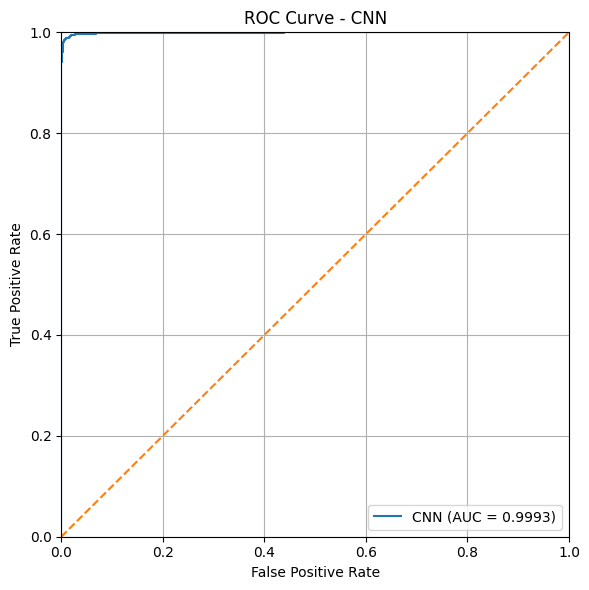 ROC Curve - CNN
True Positive Rate
1.0
0.8
0.6
0.4
0.2
0.0
CNN (AUC = 0.9993)
0.0 0.2 0.4 0.6 0.8 1.0
False Positive Rate